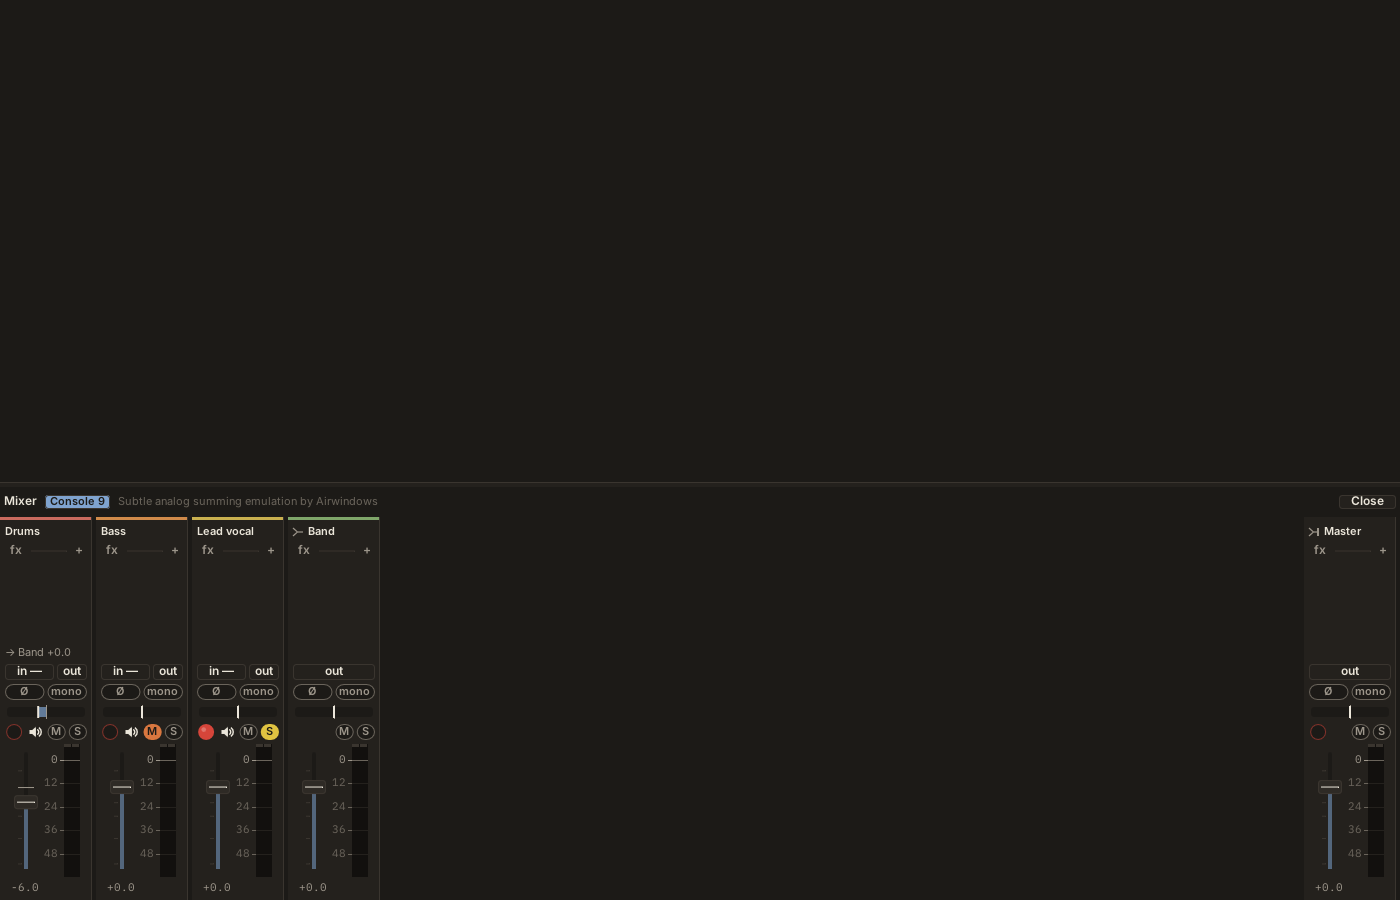 Mixer Console 9 Subtle analog summing emulation by Airwindows Close
Drums Bass Lead vocal Band Master
fx + fx + fx + fx + fx +
→ Band +0.0
in — out in — out in — out out out
Ø mono Ø mono Ø mono Ø mono Ø mono
M S M S M S M S M S
0 0 0 0 0
12 12 12 12 12
24 24 24 24 24
36 36 36 36 36
48 48 48 48 48
-6.0 +0.0 +0.0 +0.0 +0.0